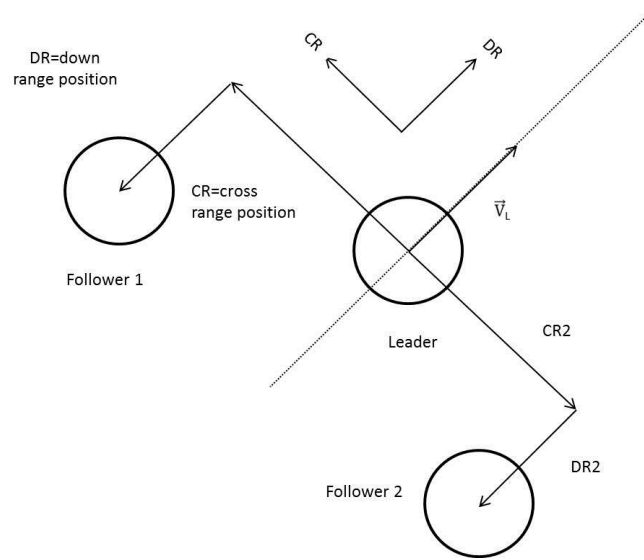 CR
DR
DR=down
range position
CR=cross
range position
V⃗L
Follower 1
Leader
CR2
DR2
Follower 2